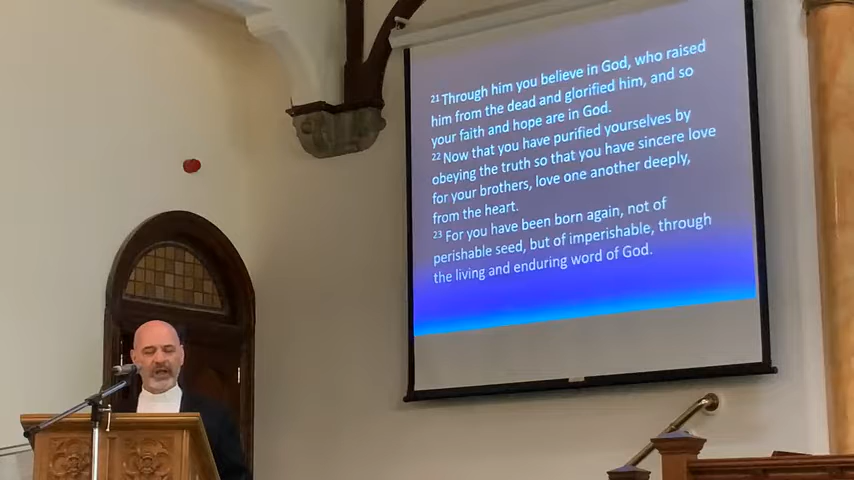 21 Through him you believe in God, who raised
him from the dead and glorified him, and so
your faith and hope are in God.
22 Now that you have purified yourselves by
obeying the truth so that you have sincere love
for your brothers, love one another deeply,
from the heart.
23 For you have been born again, not of
perishable seed, but of imperishable, through
the living and enduring word of God.